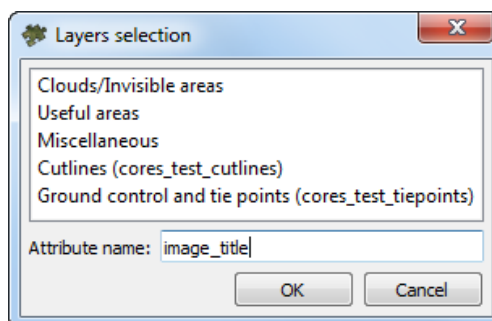 Layers selection
Clouds/Invisible areas
Useful areas
Miscellaneous
Cutlines (cores_test_cutlines)
Ground control and tie points (cores_test_tiepoints)
Attribute name: image_title
OK Cancel